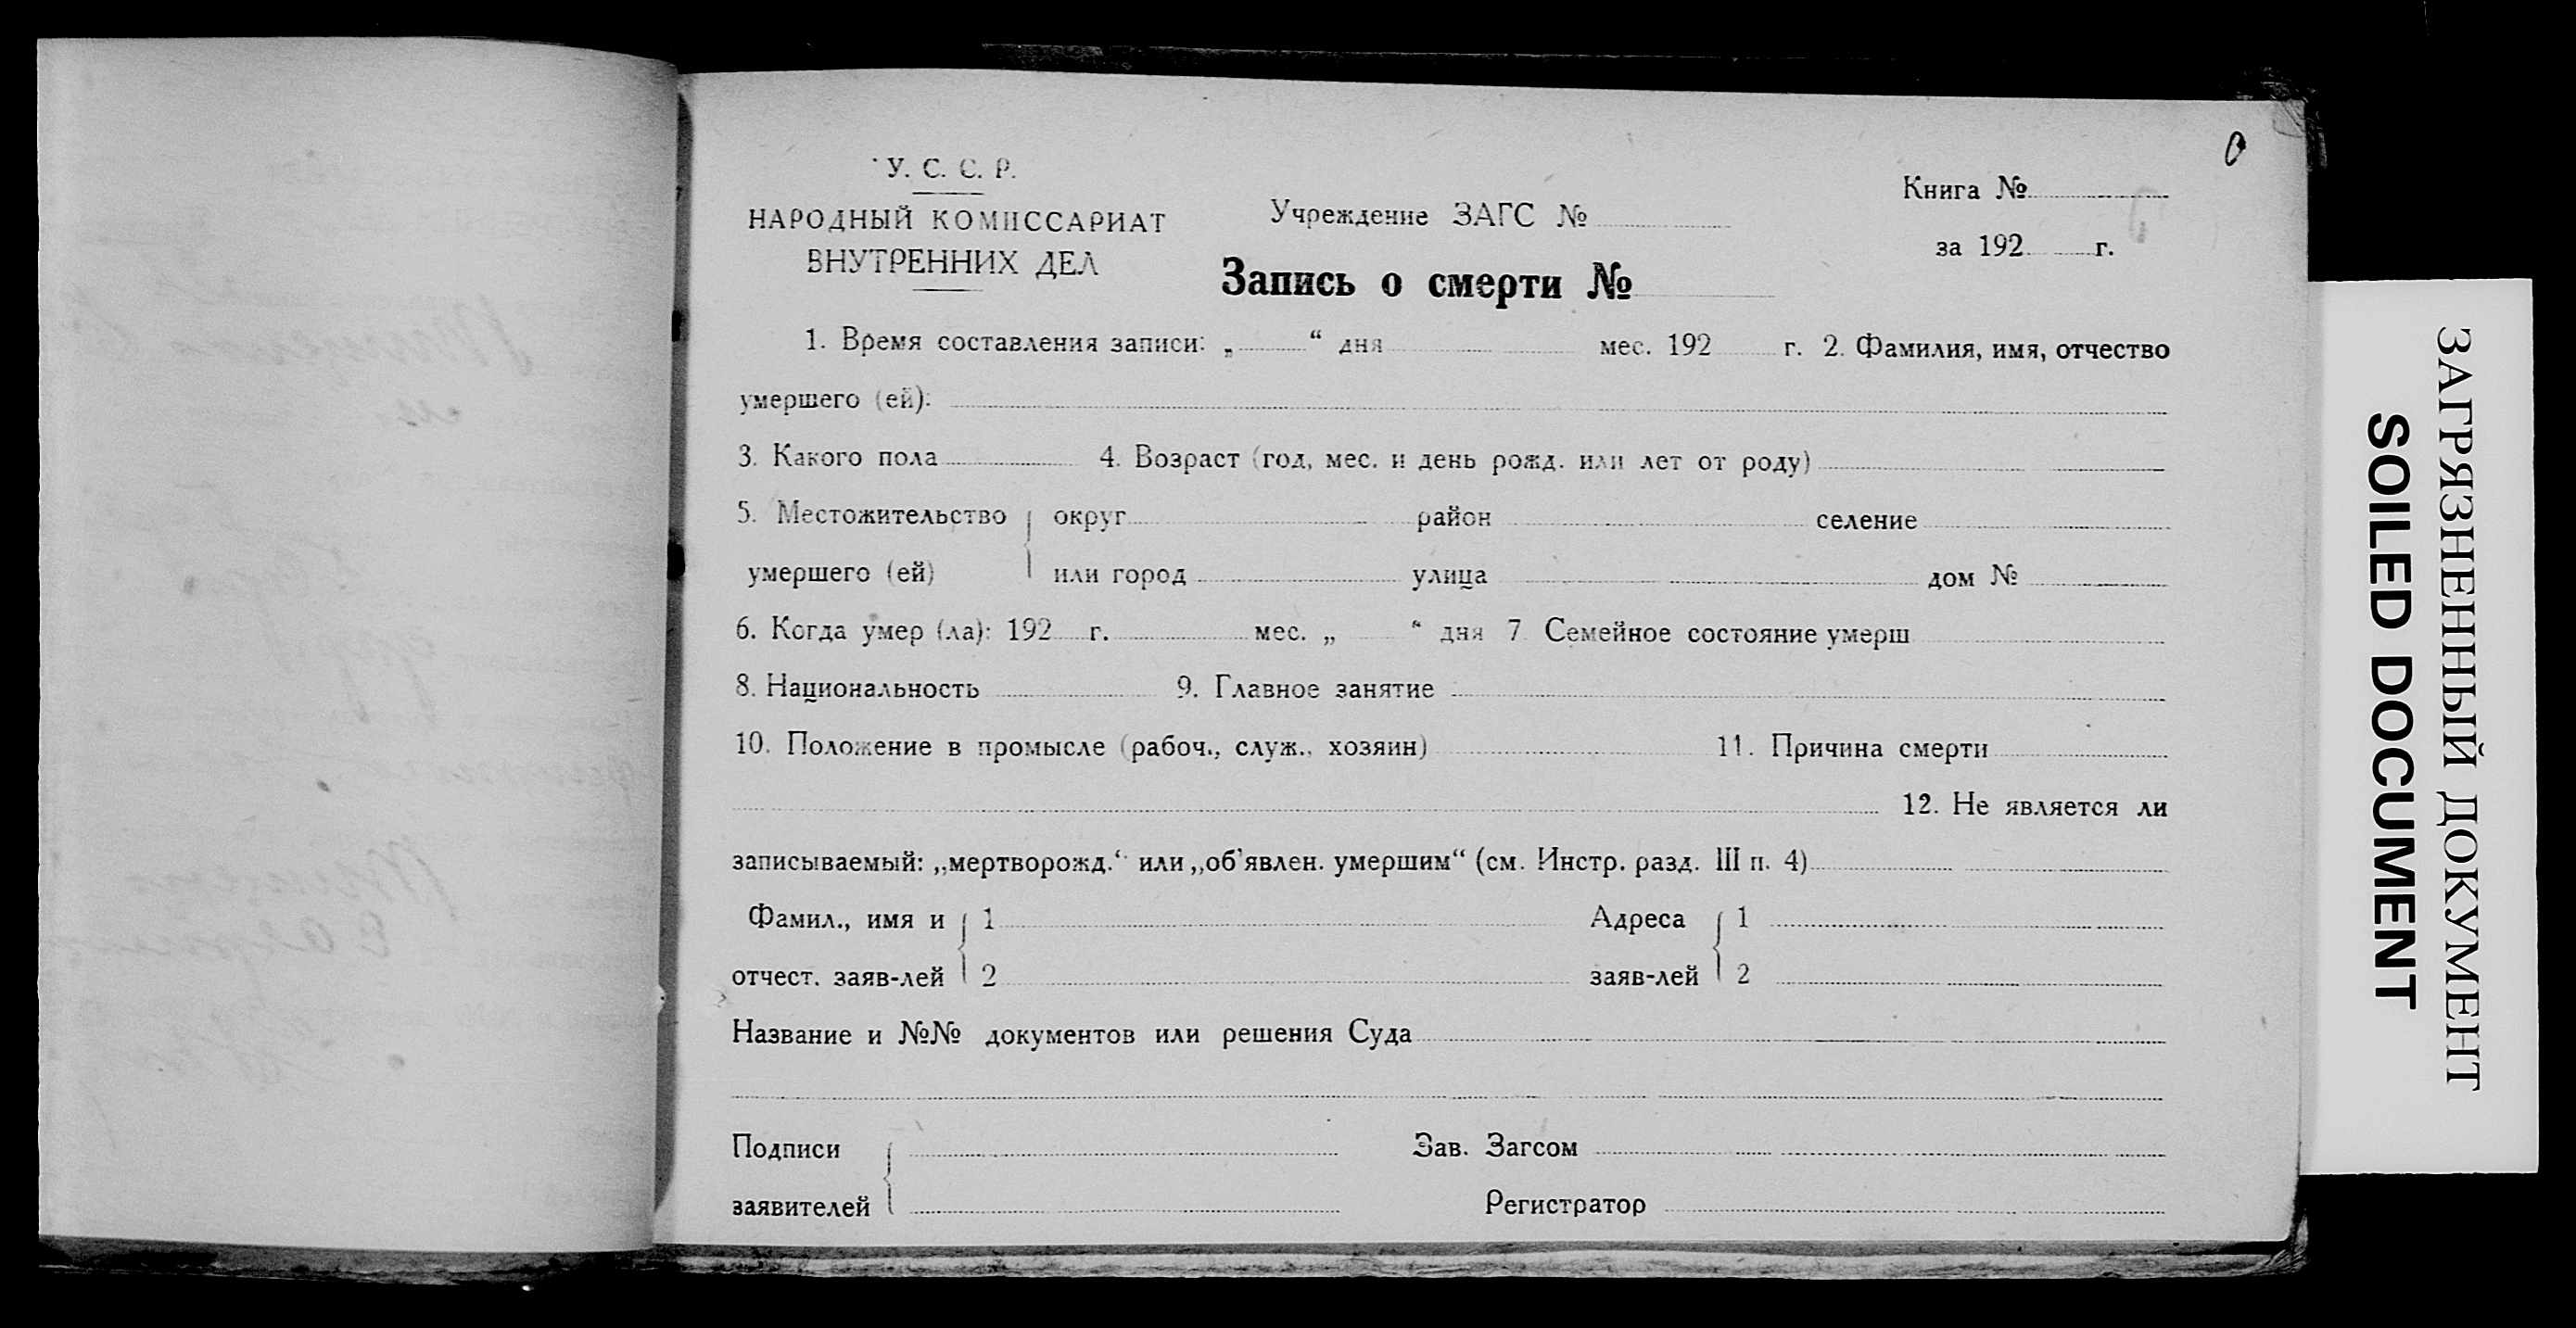 У. С. С. Р.
НАРОДНЫЙ КОМИССАРИАТ
ВНУТРЕННИХ ДЕЛ
Учреждение ЗАГС №
Книга №
за 192 г.
Запись о смерти №
1. Время составления записи: „ “ дня мес. 192 г. 2. Фамилия, имя, отчество
умершего (ей):
3. Какого пола 4. Возраст (год, мес. и день рожд. или лет от роду)
5. Местожительство округ район селение
умершего (ей) или город улица дом №
6. Когда умер (ла): 192 г. мес. „ “ дня 7 Семейное состояние умерш
8. Национальность 9. Главное занятие
10. Положение в промысле (рабоч., служ., хозяин) 11. Причина смерти
12. Не является ли
записываемый: „мертворожд.“ или „об'явлен. умершим“ (см. Инстр. разд. III п. 4)
Фамил., имя и 1 Адреса 1
отчест. заяв-лей 2 заяв-лей 2
Название и №№ документов или решения Суда
Подписи Зав. Загсом
заявителей Регистратор
ЗАГРЯЗНЕННЫЙ ДОКУМЕНТ
SOILED DOCUMENT